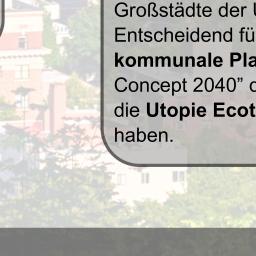 Großstädte der
Entscheidend
kommunale
Concept 2040”
die Utopie
haben.